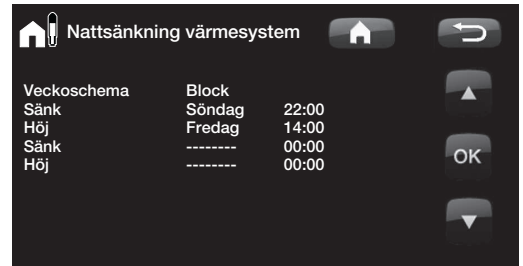 Nattsänkning värmesystem
Veckoschema Block
Sänk Söndag 22:00
Höj Fredag 14:00
Sänk -------- 00:00
Höj -------- 00:00
OK